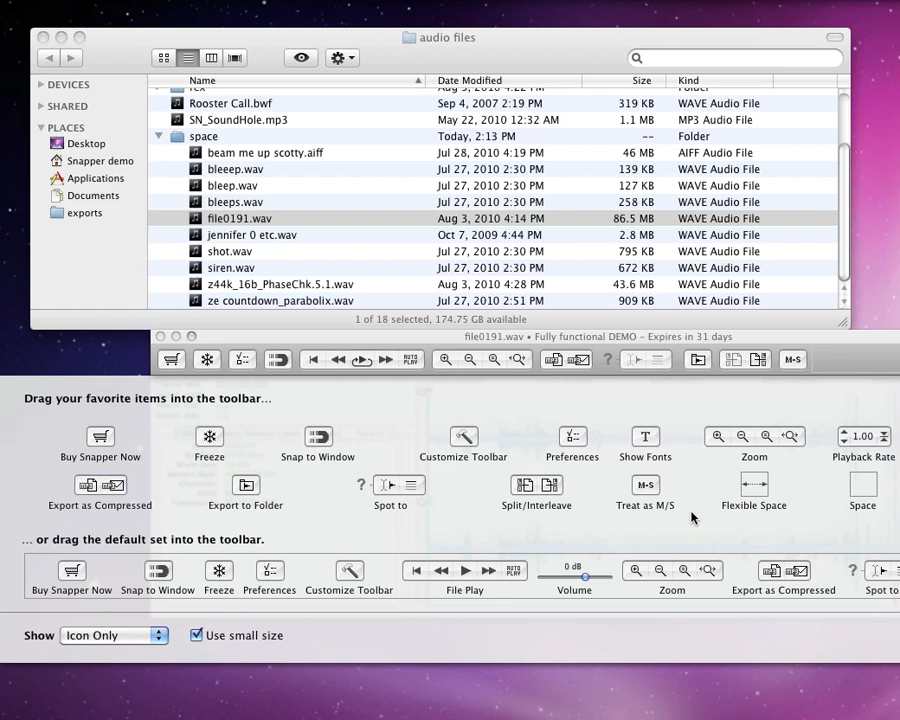 audio files
Name Date Modified Size Kind
DEVICES
SHARED
PLACES
Desktop
Snapper demo
Applications
Documents
exports
Rooster Call.bwf Sep 4, 2007 2:19 PM 319 KB WAVE Audio File
SN_SoundHole.mp3 May 22, 2010 12:32 AM 1.1 MB MP3 Audio File
space Today, 2:13 PM -- Folder
beam me up scotty.aiff Jul 28, 2010 4:19 PM 46 MB AIFF Audio File
bleeep.wav Jul 27, 2010 2:30 PM 139 KB WAVE Audio File
bleep.wav Jul 27, 2010 2:30 PM 127 KB WAVE Audio File
bleeps.wav Jul 27, 2010 2:30 PM 258 KB WAVE Audio File
file0191.wav Aug 3, 2010 4:14 PM 86.5 MB WAVE Audio File
jennifer 0 etc.wav Oct 7, 2009 4:44 PM 2.8 MB WAVE Audio File
shot.wav Jul 27, 2010 2:30 PM 795 KB WAVE Audio File
siren.wav Jul 27, 2010 2:30 PM 672 KB WAVE Audio File
z44k_16b_PhaseChk.5.1.wav Aug 3, 2010 4:28 PM 43.6 MB WAVE Audio File
ze countdown_parabolix.wav Jul 27, 2010 2:51 PM 909 KB WAVE Audio File
1 of 18 selected, 174.75 GB available
file0191.wav • Fully functional DEMO – Expires in 31 days
AUTO PLAY ? M•S
Drag your favorite items into the toolbar...
T 1.00
Buy Snapper Now Freeze Snap to Window Customize Toolbar Preferences Show Fonts Zoom Playback Rate
? M•S
Export as Compressed Export to Folder Spot to Split/Interleave Treat as M/S Flexible Space Space
... or drag the default set into the toolbar.
AUTO PLAY 0 dB ?
Buy Snapper Now Snap to Window Freeze Preferences Customize Toolbar File Play Volume Zoom Export as Compressed Spot to
Show Icon Only Use small size